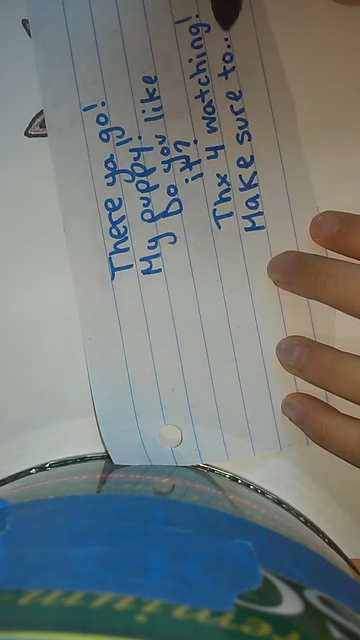 There ya go!
My puppy!
Do you like
it?
Thx 4 watching!
Make sure to...